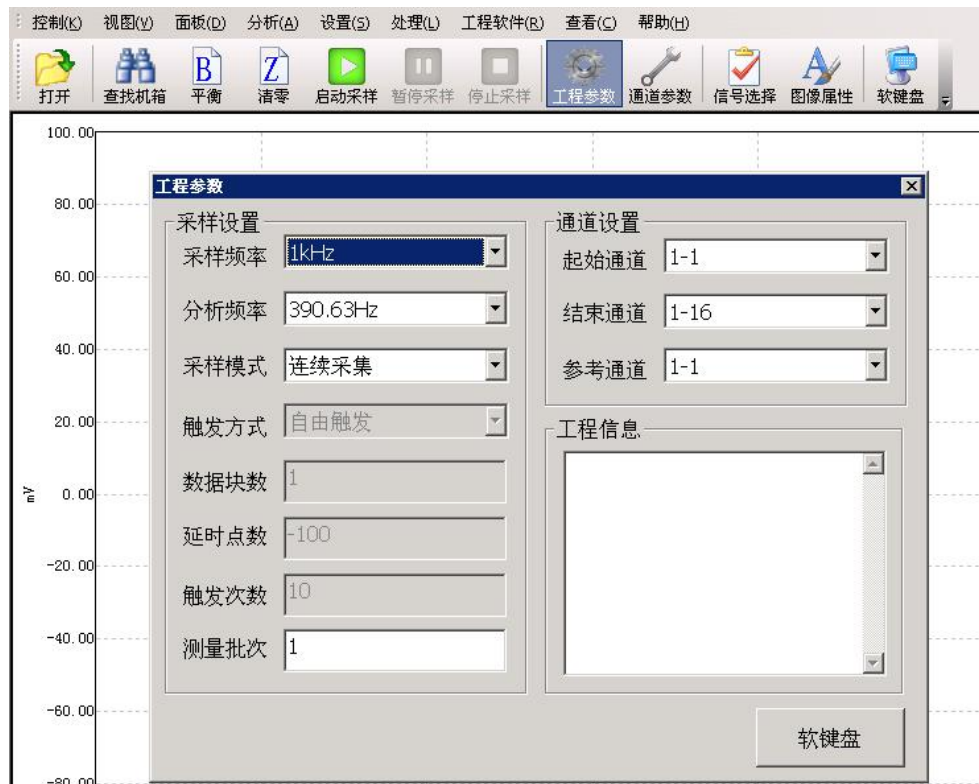 控制(K) 视图(V) 面板(D) 分析(A) 设置(S) 处理(L) 工程软件(R) 查看(C) 帮助(H)
打开 查找机箱 平衡 清零 启动采样 暂停采样 停止采样 工程参数 通道参数 信号选择 图像属性 软键盘
100.00
80.00
60.00
40.00
20.00
0.00
-20.00
-40.00
-60.00
-80.00
mV
工程参数
采样设置
采样频率 1kHz
分析频率 390.63Hz
采样模式 连续采集
触发方式 自由触发
数据块数 1
延时点数 -100
触发次数 10
测量批次 1
通道设置
起始通道 1-1
结束通道 1-16
参考通道 1-1
工程信息
软键盘